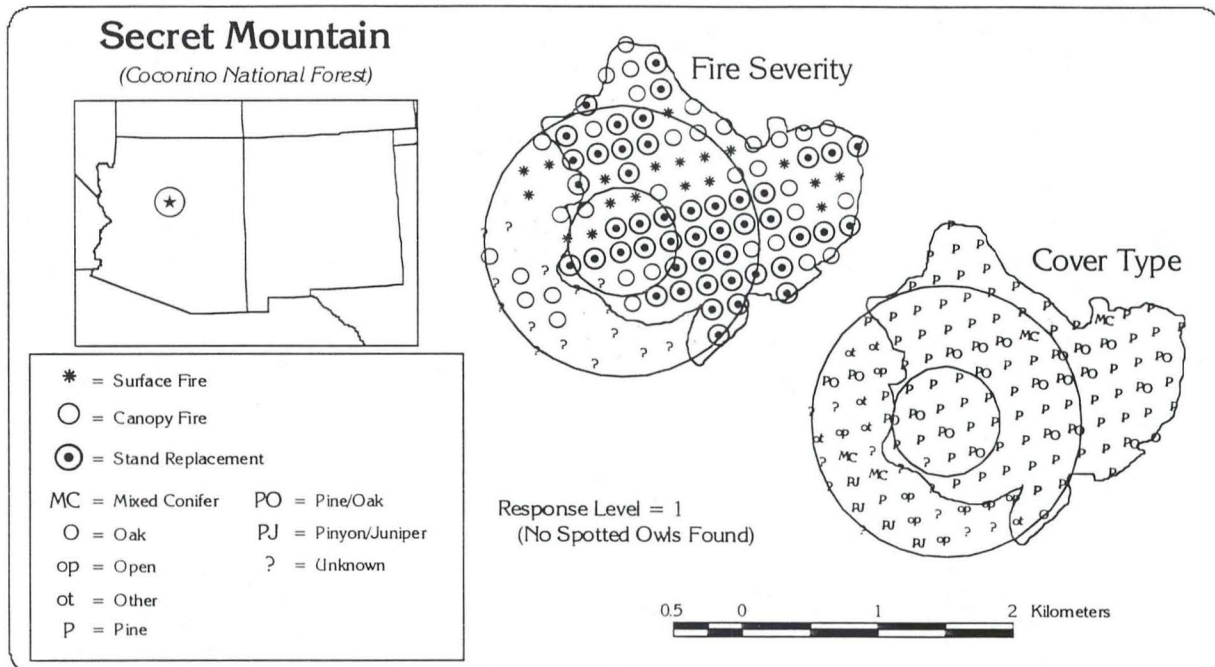 Secret Mountain
(Coconino National Forest)
Fire Severity
Cover Type
* = Surface Fire
= Canopy Fire
= Stand Replacement
MC = Mixed Conifer
PO = Pine/Oak
O = Oak
PJ = Pinyon/Juniper
op = Open
? = Unknown
ot = Other
P = Pine
Response Level = 1
(No Spotted Owls Found)
0.5 0 1 2 Kilometers